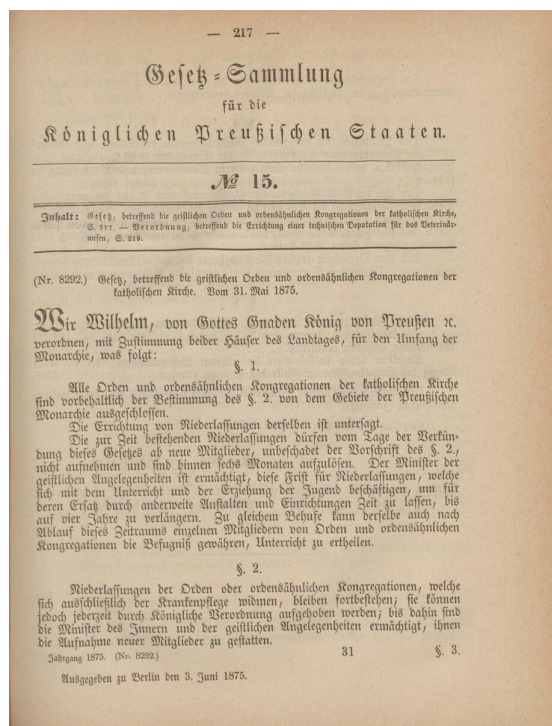 — 217 —
Gesetz-Sammlung
für die
Königlichen Preußischen Staaten.
№ 15.
Inhalt: Gesetz, betreffend die geistlichen Orden und ordensähnlichen Kongregationen der katholischen Kirche,
S. 217. — Verordnung, betreffend die Errichtung einer technischen Deputation für das Veterinär-
wesen, S. 219.
(Nr. 8292.) Gesetz, betreffend die geistlichen Orden und ordensähnlichen Kongregationen der
katholischen Kirche. Vom 31. Mai 1875.
Wir Wilhelm, von Gottes Gnaden König von Preußen ꝛc.
verordnen, mit Zustimmung beider Häuser des Landtages, für den Umfang der
Monarchie, was folgt:
§. 1.
Alle Orden und ordensähnlichen Kongregationen der katholischen Kirche
sind vorbehaltlich der Bestimmung des §. 2. von dem Gebiete der Preußischen
Monarchie ausgeschlossen.
Die Errichtung von Niederlassungen derselben ist untersagt.
Die zur Zeit bestehenden Niederlassungen dürfen vom Tage der Verkün-
dung dieses Gesetzes ab neue Mitglieder, unbeschadet der Vorschrift des §. 2.,
nicht aufnehmen und sind binnen sechs Monaten aufzulösen. Der Minister der
geistlichen Angelegenheiten ist ermächtigt, diese Frist für Niederlassungen, welche
sich mit dem Unterricht und der Erziehung der Jugend beschäftigen, um für
deren Ersatz durch anderweite Anstalten und Einrichtungen Zeit zu lassen, bis
auf vier Jahre zu verlängern. Zu gleichem Behufe kann derselbe auch nach
Ablauf dieses Zeitraums einzelnen Mitgliedern von Orden und ordensähnlichen
Kongregationen die Befugniß gewähren, Unterricht zu ertheilen.
§. 2.
Niederlassungen der Orden oder ordensähnlichen Kongregationen, welche
sich ausschließlich der Krankenpflege widmen, bleiben fortbestehen; sie können
jedoch jederzeit durch Königliche Verordnung aufgehoben werden; bis dahin sind
die Minister des Innern und der geistlichen Angelegenheiten ermächtigt, ihnen
die Aufnahme neuer Mitglieder zu gestatten.
Jahrgang 1875. (Nr. 8292.) 31 §. 3.
Ausgegeben zu Berlin den 3. Juni 1875.